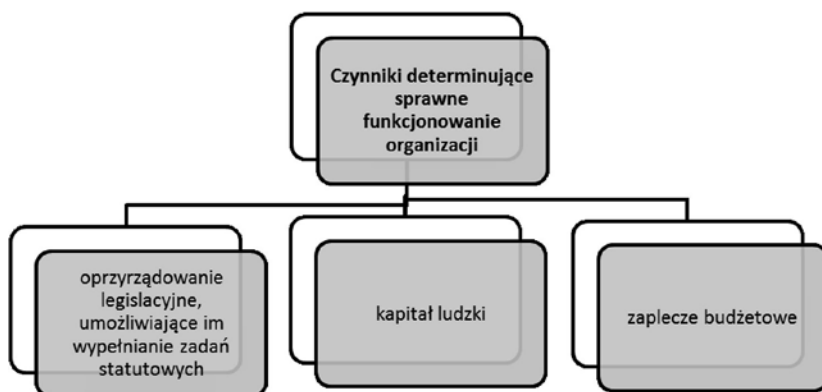 Czynniki determinujące
sprawne
funkcjonowanie
organizacji
oprzyrządowanie
legislacyjne,
umożliwiające im
wypełnianie zadań
statutowych
kapitał ludzki
zaplecze budżetowe